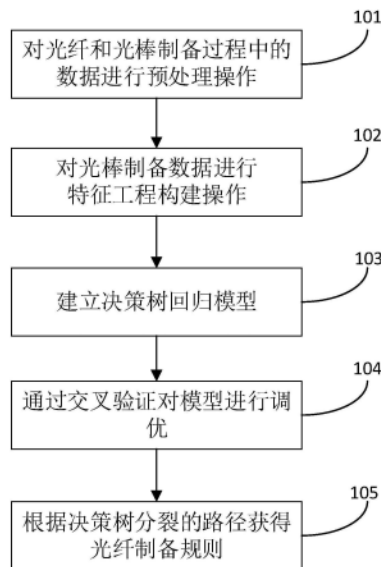 101
对光纤和光棒制备过程中的
数据进行预处理操作
102
对光棒制备数据进行
特征工程构建操作
103
建立决策树回归模型
104
通过交叉验证对模型进行调
优
105
根据决策树分裂的路径获得
光纤制备规则